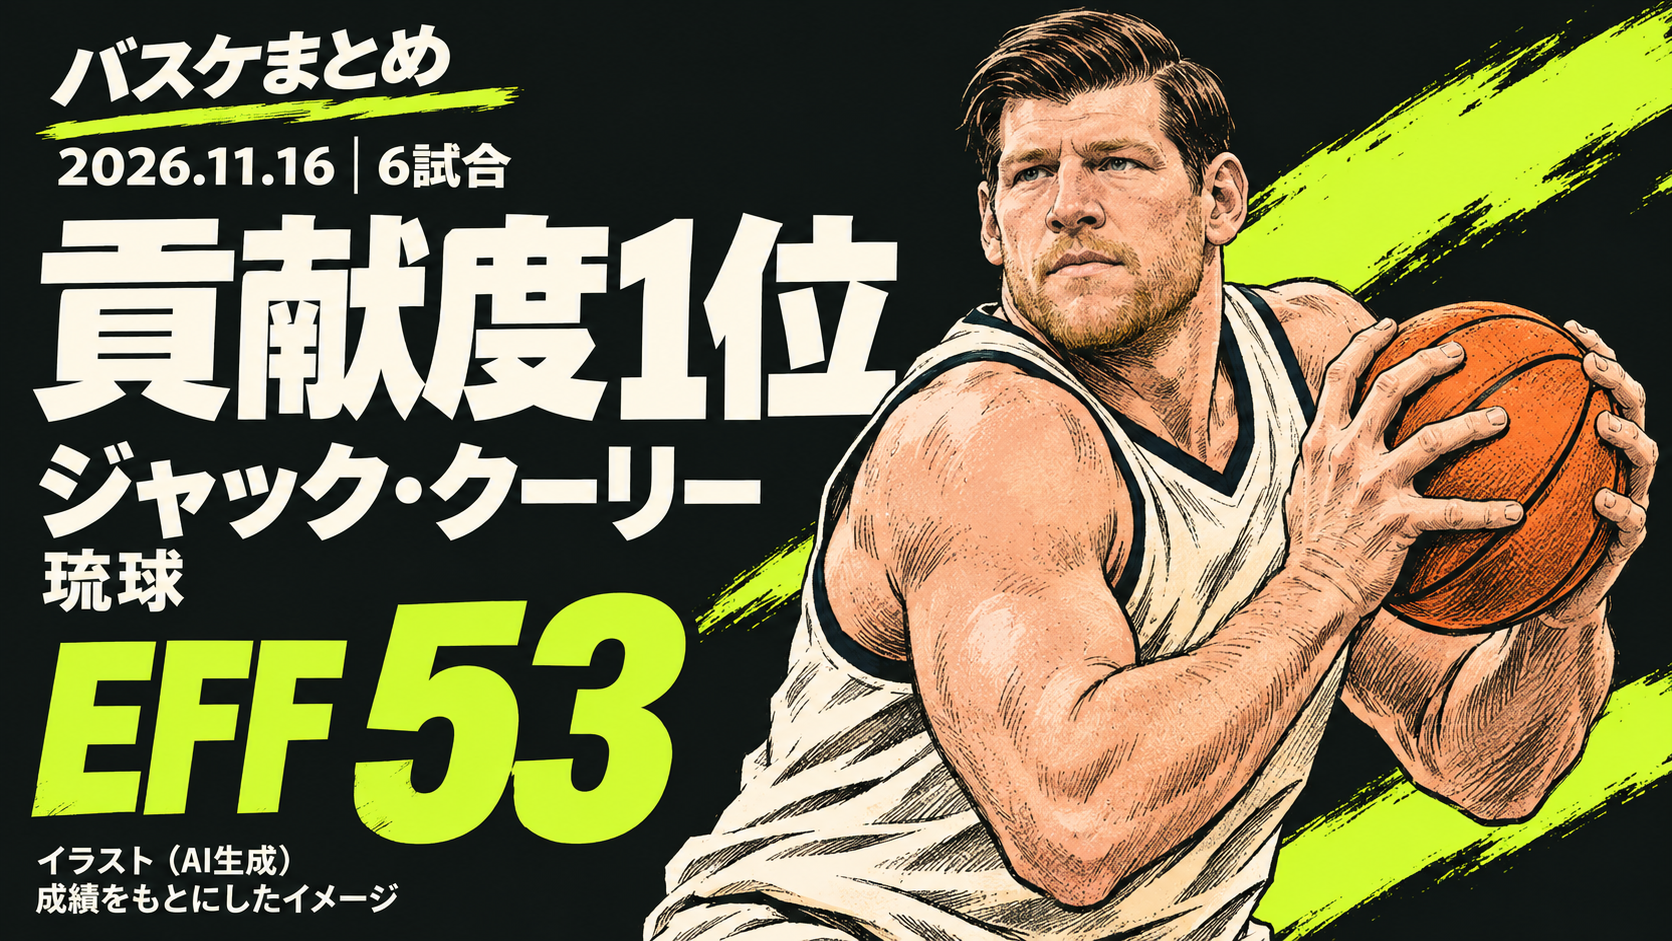 バスケまとめ
2026.11.16｜6試合
貢献度1位
ジャック・クーリー
琉球
EFF 53
イラスト（AI生成）
成績をもとにしたイメージ